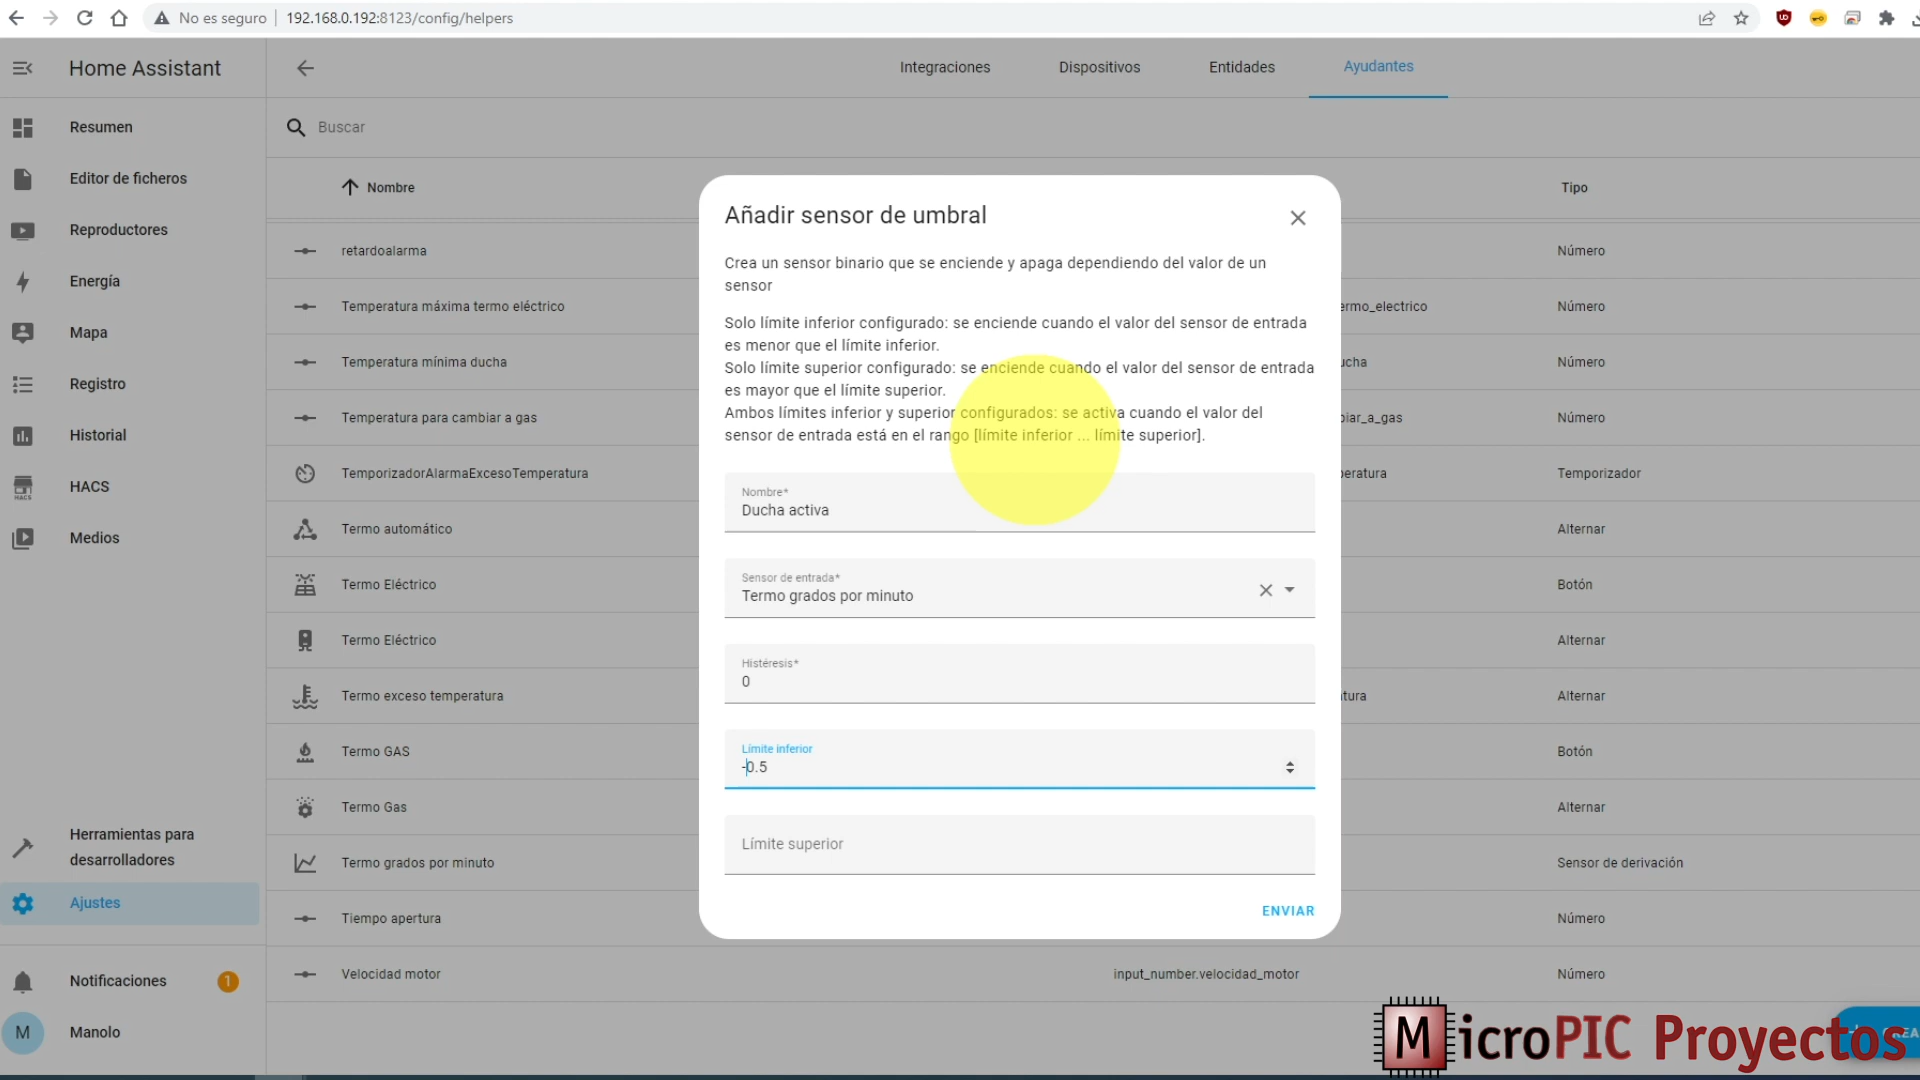 No es seguro
192.168.0.192:8123/config/helpers
Home Assistant
Integraciones
Dispositivos
Entidades
Ayudantes
Resumen
Editor de ficheros
Reproductores
Energía
Mapa
Registro
Historial
HACS
Medios
Herramientas para
desarrolladores
Ajustes
Notificaciones
1
M
Manolo
Buscar
Nombre
Tipo
retardoalarma
Número
Temperatura máxima termo eléctrico
ermo_electrico
Número
Temperatura mínima ducha
ucha
Número
Temperatura para cambiar a gas
biar_a_gas
Número
TemporizadorAlarmaExcesoTemperatura
peratura
Temporizador
Termo automático
Alternar
Termo Eléctrico
Botón
Termo Eléctrico
Alternar
Termo exceso temperatura
atura
Alternar
Termo GAS
Botón
Termo Gas
Alternar
Termo grados por minuto
Sensor de derivación
Tiempo apertura
Número
Velocidad motor
input_number.velocidad_motor
Número
Añadir sensor de umbral
Crea un sensor binario que se enciende y apaga dependiendo del valor de un
sensor
Solo límite inferior configurado: se enciende cuando el valor del sensor de entrada
es menor que el límite inferior.
Solo límite superior configurado: se enciende cuando el valor del sensor de entrada
es mayor que el límite superior.
Ambos límites inferior y superior configurados: se activa cuando el valor del
sensor de entrada está en el rango [límite inferior ... límite superior].
Nombre*
Ducha activa
Sensor de entrada*
Termo grados por minuto
Histéresis*
0
Límite inferior
-0.5
Límite superior
ENVIAR
MicroPIC Proyectos